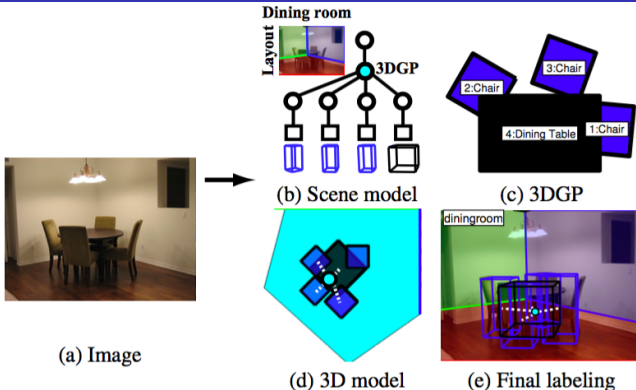 Dining room
Layout
3DGP
(b) Scene model
3:Chair
2:Chair
1:Chair
4:Dining Table
(c) 3DGP
(a) Image
(d) 3D model
diningroom
(e) Final labeling